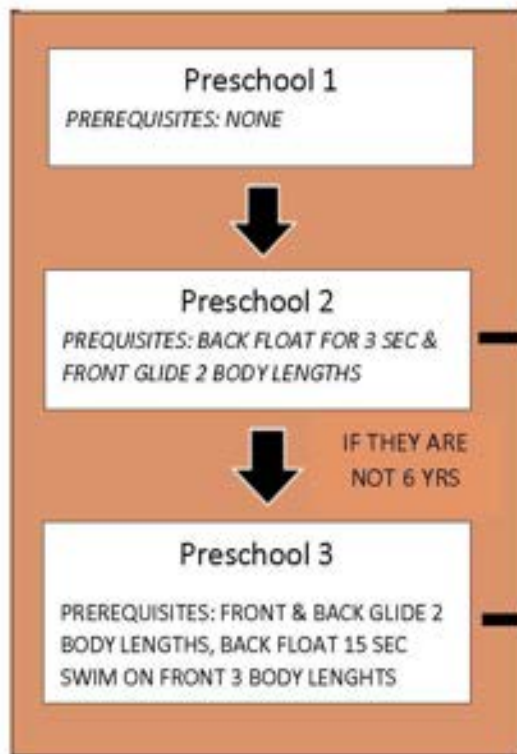 Preschool 1
PREREQUISITES: NONE
Preschool 2
PREQUISITES: BACK FLOAT FOR 3 SEC &
FRONT GLIDE 2 BODY LENGTHS
IF THEY ARE
NOT 6 YRS
Preschool 3
PREREQUISITES: FRONT & BACK GLIDE 2
BODY LENGTHS, BACK FLOAT 15 SEC
SWIM ON FRONT 3 BODY LENGHTS